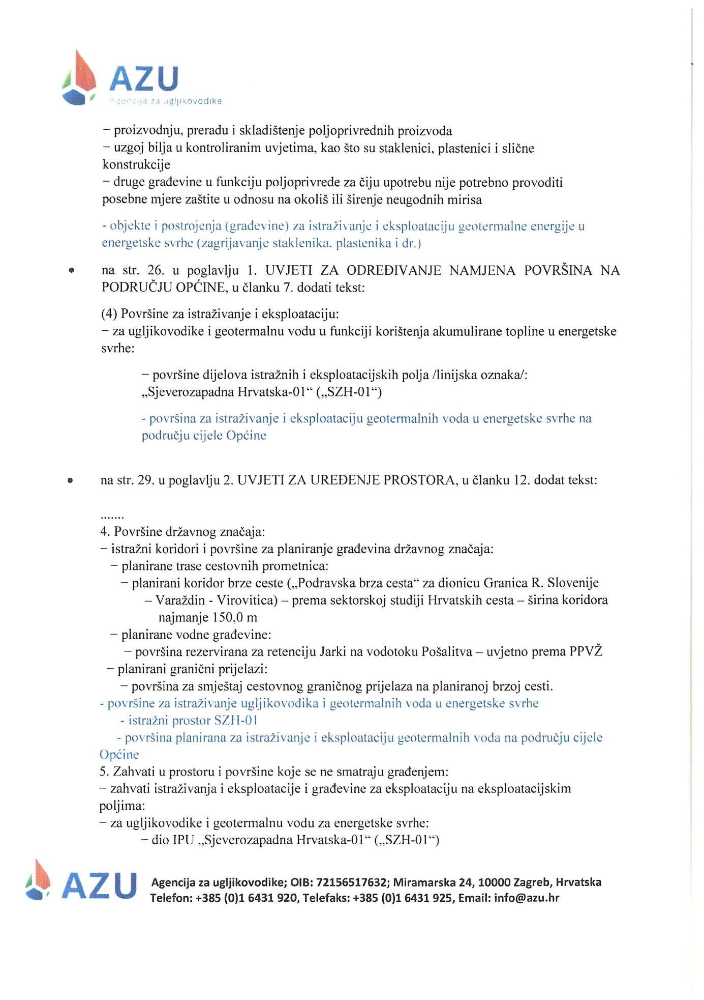 AZU
Agencija za ugljikovodike
– proizvodnju, preradu i skladištenje poljoprivrednih proizvoda
– uzgoj bilja u kontroliranim uvjetima, kao što su staklenici, plastenici i slične
konstrukcije
– druge građevine u funkciju poljoprivrede za čiju upotrebu nije potrebno provoditi
posebne mjere zaštite u odnosu na okoliš ili širenje neugodnih mirisa
- objekte i postrojenja (građevine) za istraživanje i eksploataciju geotermalne energije u
energetske svrhe (zagrijavanje staklenika. plastenika i dr.)
• na str. 26. u poglavlju 1. UVJETI ZA ODREĐIVANJE NAMJENA POVRŠINA NA
PODRUČJU OPĆINE, u članku 7. dodati tekst:
(4) Površine za istraživanje i eksploataciju:
– za ugljikovodike i geotermalnu vodu u funkciji korištenja akumulirane topline u energetske
svrhe:
– površine dijelova istražnih i eksploatacijskih polja /linijska oznaka/:
„Sjeverozapadna Hrvatska-01“ („SZH-01“)
- površina za istraživanje i eksploataciju geotermalnih voda u energetske svrhe na
području cijele Općine
• na str. 29. u poglavlju 2. UVJETI ZA UREĐENJE PROSTORA, u članku 12. dodat tekst:
.......
4. Površine državnog značaja:
– istražni koridori i površine za planiranje građevina državnog značaja:
– planirane trase cestovnih prometnica:
– planirani koridor brze ceste („Podravska brza cesta“ za dionicu Granica R. Slovenije
– Varaždin - Virovitica) – prema sektorskoj studiji Hrvatskih cesta – širina koridora
najmanje 150,0 m
– planirane vodne građevine:
– površina rezervirana za retenciju Jarki na vodotoku Pošalitva – uvjetno prema PPVŽ
– planirani granični prijelazi:
– površina za smještaj cestovnog graničnog prijelaza na planiranoj brzoj cesti.
- površine za istraživanje ugljikovodika i geotermalnih voda u energetske svrhe
- istražni prostor SZH-01
- površina planirana za istraživanje i eksploataciju geotermalnih voda na području cijele
Općine
5. Zahvati u prostoru i površine koje se ne smatraju građenjem:
– zahvati istraživanja i eksploatacije i građevine za eksploataciju na eksploatacijskim
poljima:
– za ugljikovodike i geotermalnu vodu za energetske svrhe:
– dio IPU „Sjeverozapadna Hrvatska-01“ („SZH-01“)
AZU
Agencija za ugljikovodike; OIB: 72156517632; Miramarska 24, 10000 Zagreb, Hrvatska
Telefon: +385 (0)1 6431 920, Telefaks: +385 (0)1 6431 925, Email: info@azu.hr